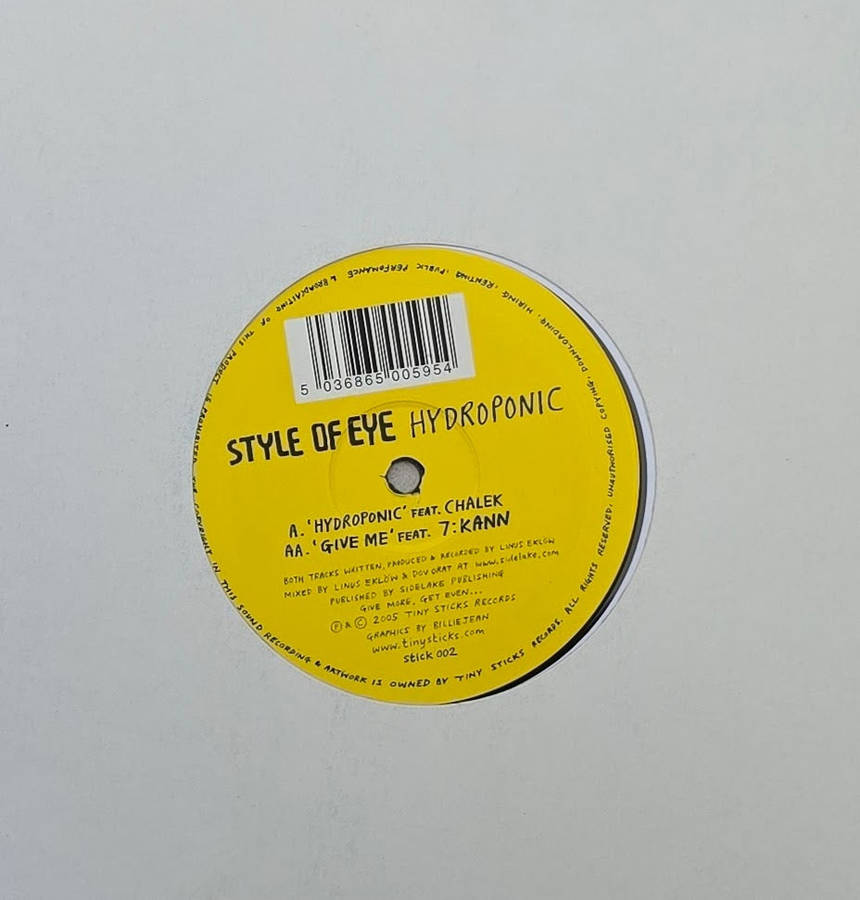 5 036865 005954
STYLE OF EYE HYDROPONIC
A. 'HYDROPONIC' FEAT. CHALEK
AA. 'GIVE ME' FEAT. 7:KANN
BOTH TRACKS WRITTEN, PRODUCED & RECORDED BY LINUS EKLÖW
MIXED BY LINUS EKLÖW & DOV ORAT AT www.sidelake.com
PUBLISHED BY SIDELAKE PUBLISHING
GIVE MORE, GET EVEN...
Ⓟ & © 2005 TINY STICKS RECORDS
GRAPHICS BY BILLIEJEAN
www.tinysticks.com
stick 002
THE COPYRIGHT IN THIS SOUND RECORDING & ARTWORK IS OWNED BY TINY STICKS RECORDS. ALL RIGHTS RESERVED. UNAUTHORISED COPYING, DOWNLOADING, HIRING, RENTING, PUBLIC PERFOMANCE & BROADCASTING OF THIS PRODUCT IS PROHIBITED